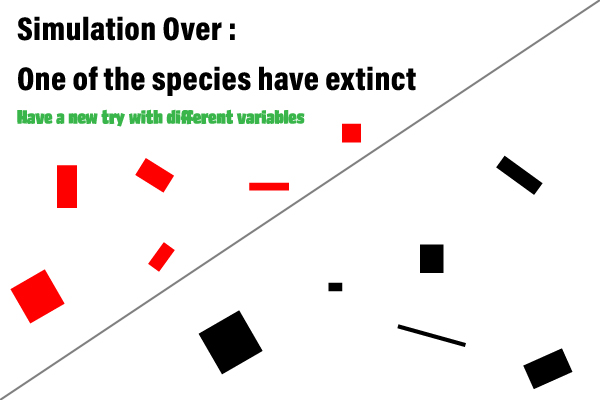 Simulation Over :
One of the species have extinct
Have a new try with different variables